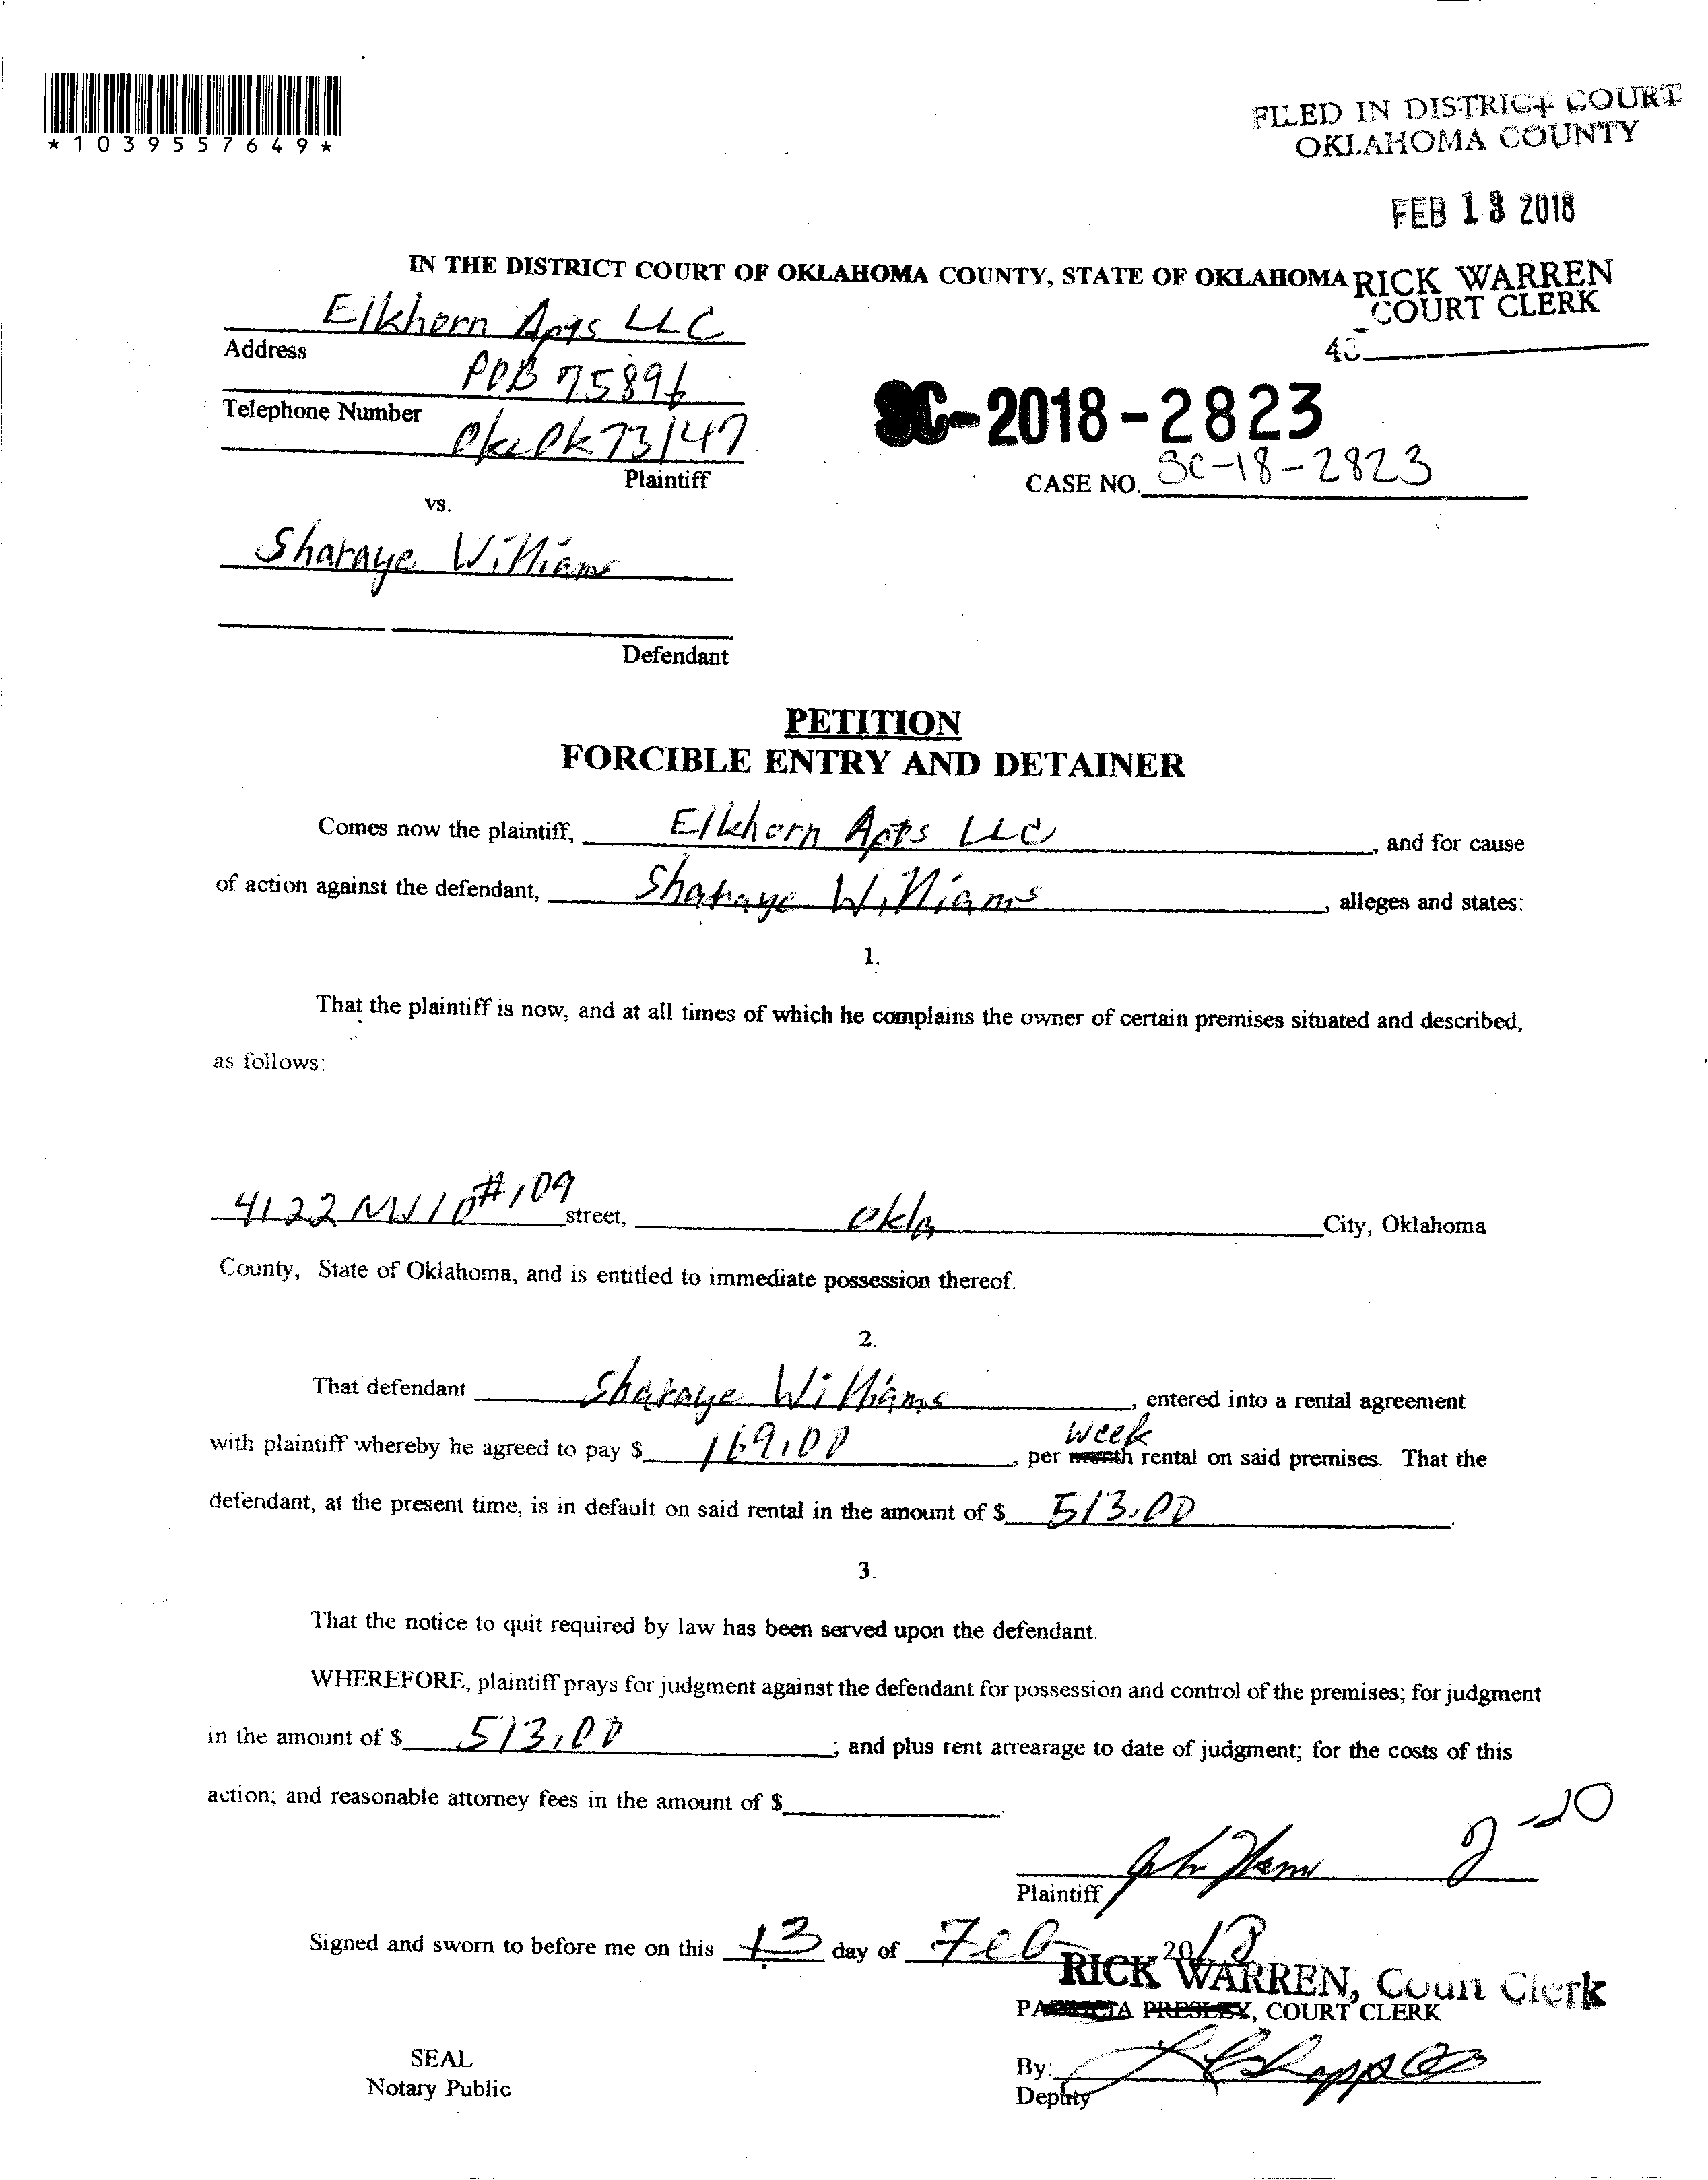 *1039557649*
FILED IN DISTRICT COURT
OKLAHOMA COUNTY
FEB 13 2018
RICK WARREN
COURT CLERK
IN THE DISTRICT COURT OF OKLAHOMA COUNTY, STATE OF OKLAHOMA
Elkhorn Apts LLC
Address
POB 75896
Telephone Number
Okc Ok 73147
Plaintiff
SC-2018-2823
CASE NO. SC-18-2823
vs.
Sharaye Williams
Defendant
PETITION
FORCIBLE ENTRY AND DETAINER
Comes now the plaintiff, Elkhorn Apts LLC, and for cause
of action against the defendant, Sharaye Williams, alleges and states:
1.
That the plaintiff is now, and at all times of which he complains the owner of certain premises situated and described,
as follows:
4122 NW 10 #109 street, Okla City, Oklahoma
County, State of Oklahoma, and is entitled to immediate possession thereof.
2.
That defendant Sharaye Williams, entered into a rental agreement
with plaintiff whereby he agreed to pay $ 169.00, per month week rental on said premises. That the
defendant, at the present time, is in default on said rental in the amount of $ 513.00.
3.
That the notice to quit required by law has been served upon the defendant.
WHEREFORE, plaintiff prays for judgment against the defendant for possession and control of the premises; for judgment
in the amount of $ 513.00; and plus rent arrearage to date of judgment; for the costs of this
action; and reasonable attorney fees in the amount of $ .
2-20
Plaintiff
Signed and sworn to before me on this 13 day of Feb 2018
RICK WARREN, Court Clerk
PATRICIA PRESLEY, COURT CLERK
SEAL
Notary Public
By:
Deputy